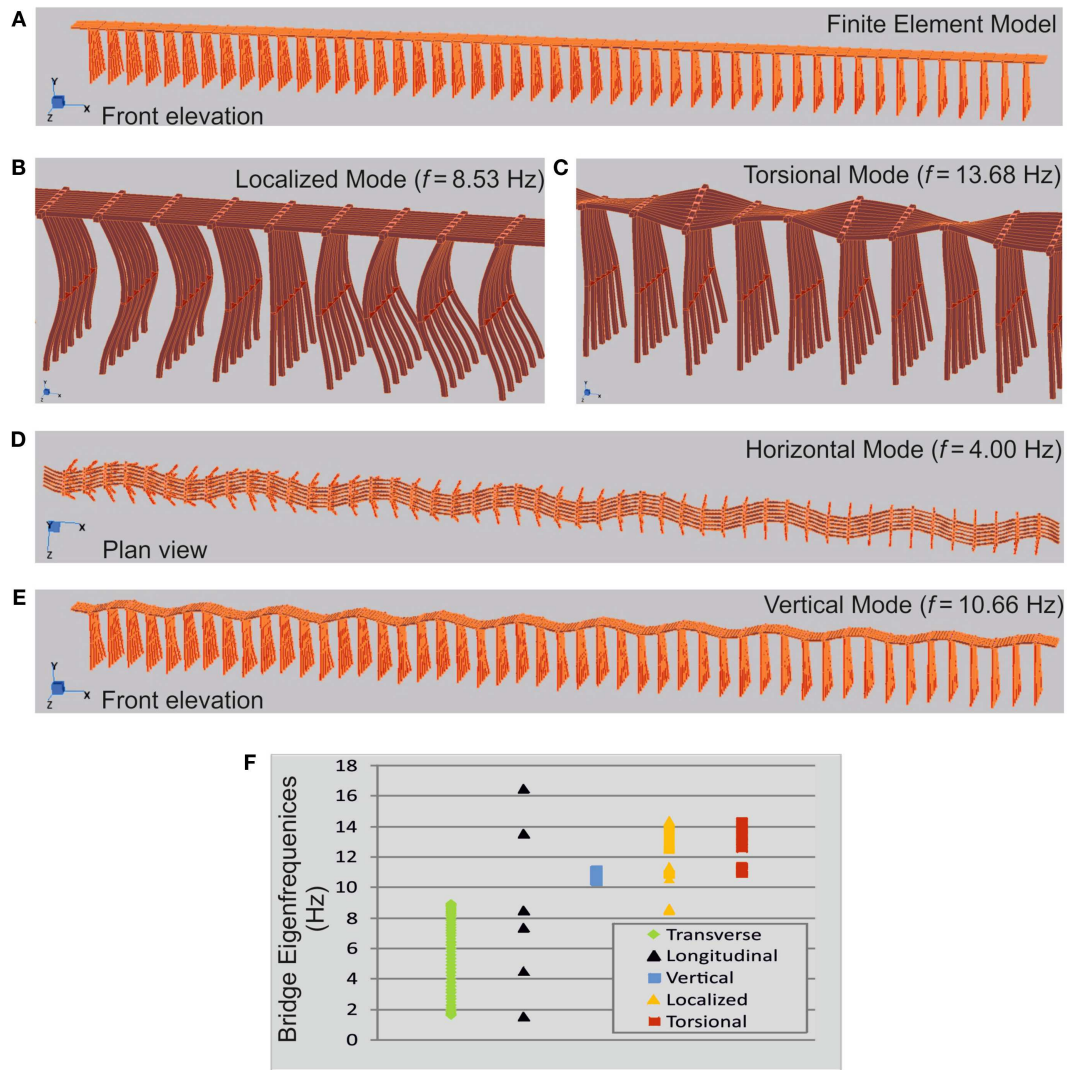 A
Finite Element Model
Y
X
Z
Front elevation
B
Localized Mode (f = 8.53 Hz)
Y
X
Z
C
Torsional Mode (f = 13.68 Hz)
Y
X
Z
D
Horizontal Mode (f = 4.00 Hz)
Y
X
Z
Plan view
E
Vertical Mode (f = 10.66 Hz)
Y
X
Z
Front elevation
F
Bridge Eigenfrequenices
(Hz)
18
16
14
12
10
8
6
4
2
0
Transverse
Longitudinal
Vertical
Localized
Torsional